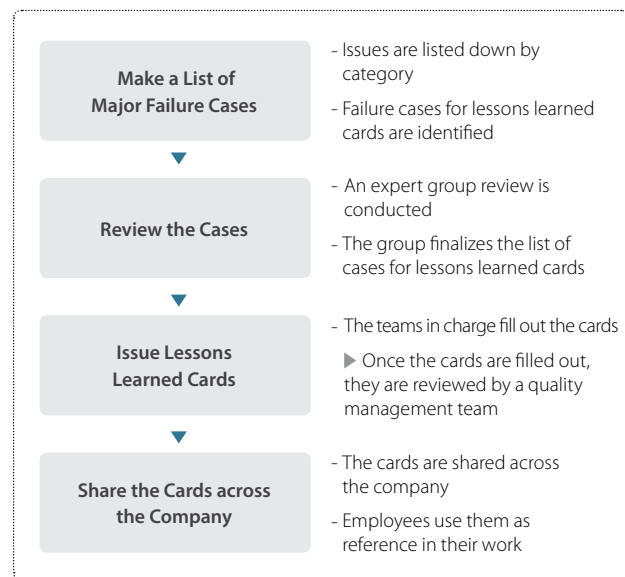 Make a List of
Major Failure Cases
- Issues are listed down by
category
- Failure cases for lessons learned
cards are identified
Review the Cases
- An expert group review is
conducted
- The group finalizes the list of
cases for lessons learned cards
Issue Lessons
Learned Cards
- The teams in charge fill out the cards
▶ Once the cards are filled out,
they are reviewed by a quality
management team
Share the Cards across
the Company
- The cards are shared across
the company
- Employees use them as
reference in their work